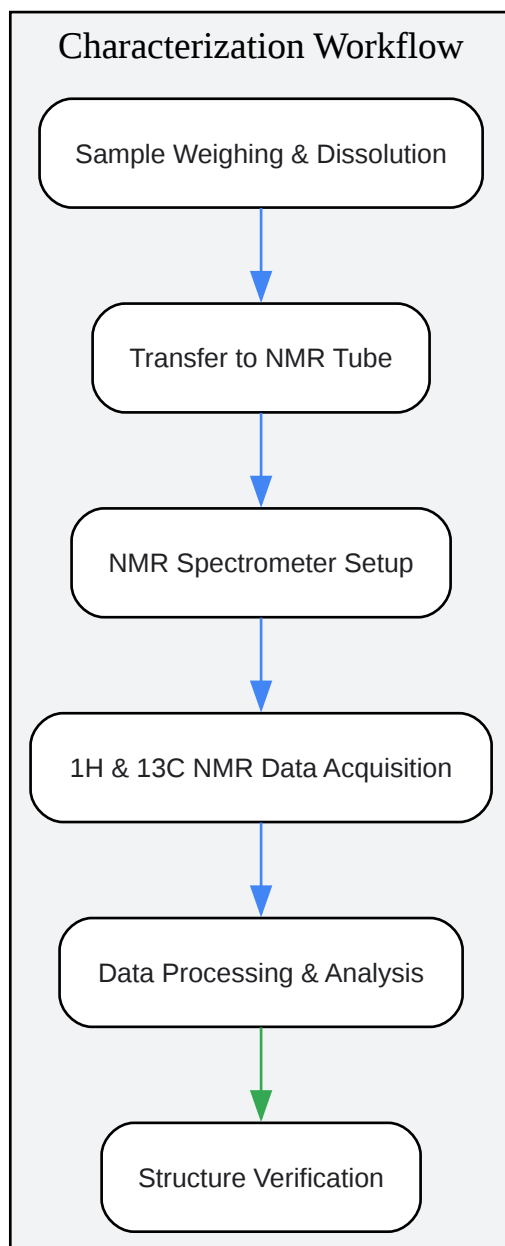 Characterization Workflow
Sample Weighing & Dissolution
Transfer to NMR Tube
NMR Spectrometer Setup
1H & 13C NMR Data Acquisition
Data Processing & Analysis
Structure Verification